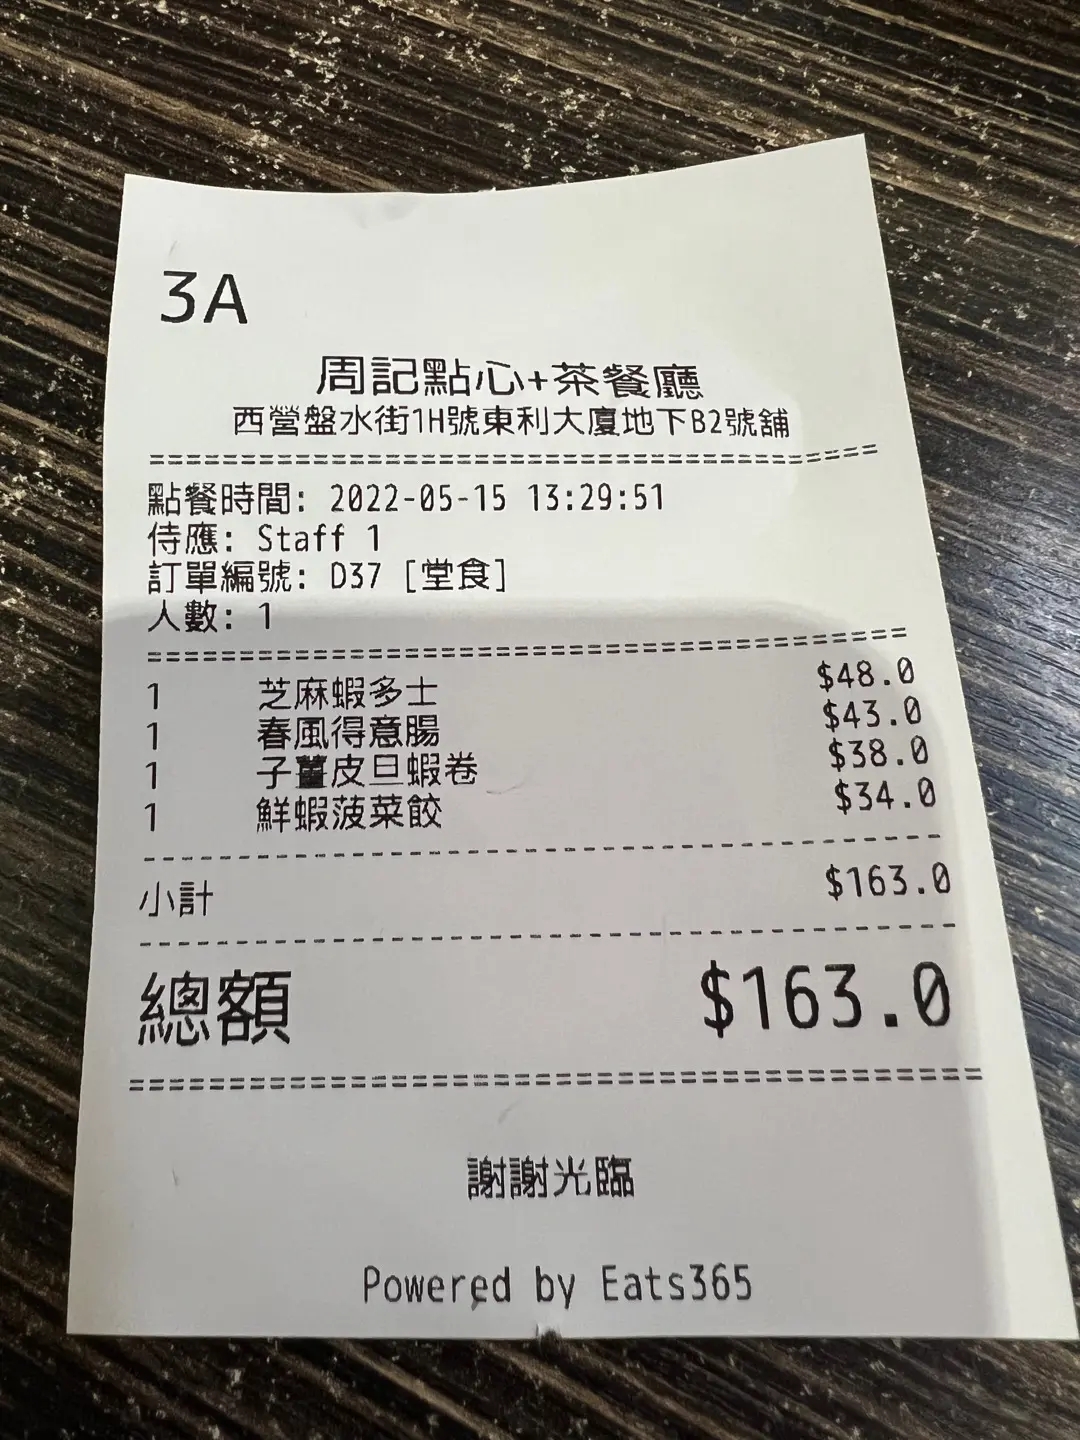 3A
周記點心+茶餐廳
西營盤水街1H號東利大廈地下B2號舖
點餐時間: 2022-05-15 13:29:51
侍應: Staff 1
訂單編號: D37 [堂食]
人數: 1
1 芝麻蝦多士 $48.0
1 春風得意腸 $43.0
1 子薑皮旦蝦卷 $38.0
1 鮮蝦菠菜餃 $34.0
小計 $163.0
總額 $163.0
謝謝光臨
Powered by Eats365